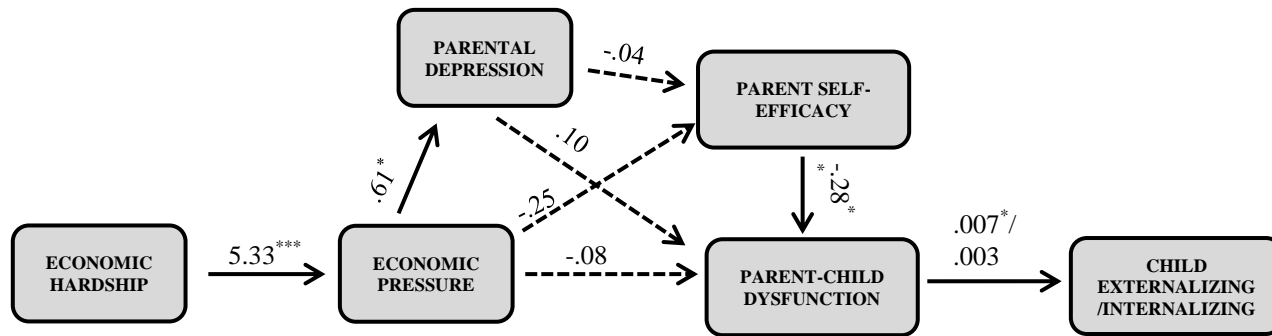 PARENTAL
DEPRESSION
-.04
PARENT SELF-
EFFICACY
.61*
.10
-.25
-.28**
ECONOMIC
HARDSHIP
5.33***
ECONOMIC
PRESSURE
-.08
PARENT-CHILD
DYSFUNCTION
.007*/
.003
CHILD
EXTERNALIZING
/INTERNALIZING